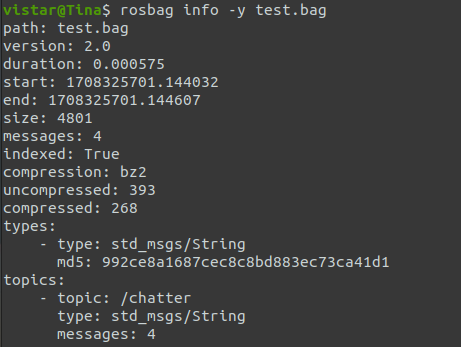 vistar@Tina$ rosbag info -y test.bag
path: test.bag
version: 2.0
duration: 0.000575
start: 1708325701.144032
end: 1708325701.144607
size: 4801
messages: 4
indexed: True
compression: bz2
uncompressed: 393
compressed: 268
types:
    - type: std_msgs/String
      md5: 992ce8a1687cec8c8bd883ec73ca41d1
topics:
    - topic: /chatter
      type: std_msgs/String
      messages: 4